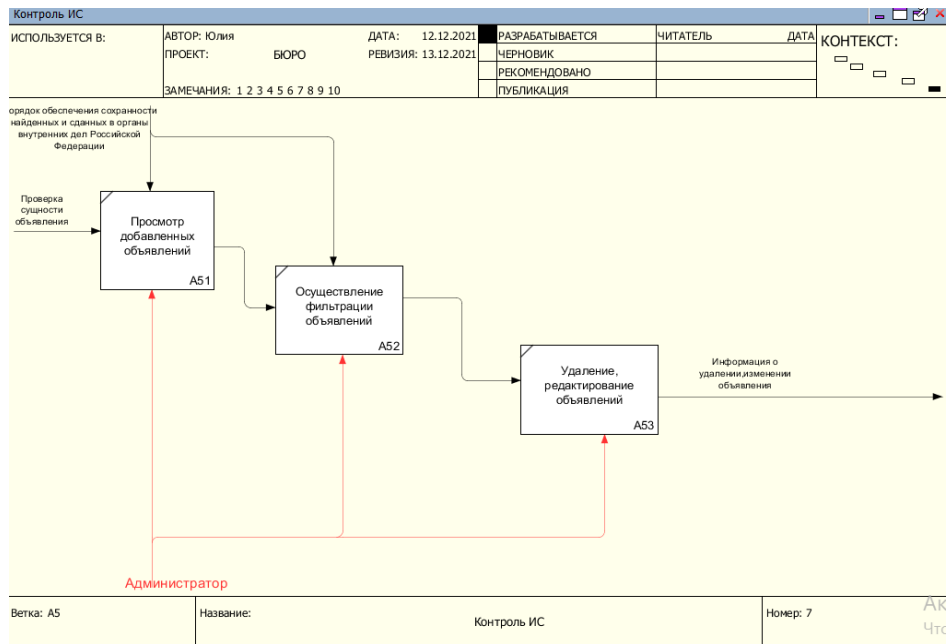 Контроль ИС
ИСПОЛЬЗУЕТСЯ В:
АВТОР: Юлия
ДАТА: 12.12.2021
ПРОЕКТ: БЮРО
РЕВИЗИЯ: 13.12.2021
ЗАМЕЧАНИЯ: 1 2 3 4 5 6 7 8 9 10
РАЗРАБАТЫВАЕТСЯ
ЧЕРНОВИК
РЕКОМЕНДОВАНО
ПУБЛИКАЦИЯ
ЧИТАТЕЛЬ ДАТА
КОНТЕКСТ:
орядок обеспечения сохранности
найденных и сданных в органы
внутренних дел Российской
Федерации
Проверка
сущности
объявления
Просмотр
добавленных
объявлений
A51
Осуществление
фильтрации
объявлений
A52
Удаление,
редактирование
объявлений
A53
Информация о
удалении,изменении
объявления
Администратор
Ветка: A5
Название:
Контроль ИС
Номер: 7